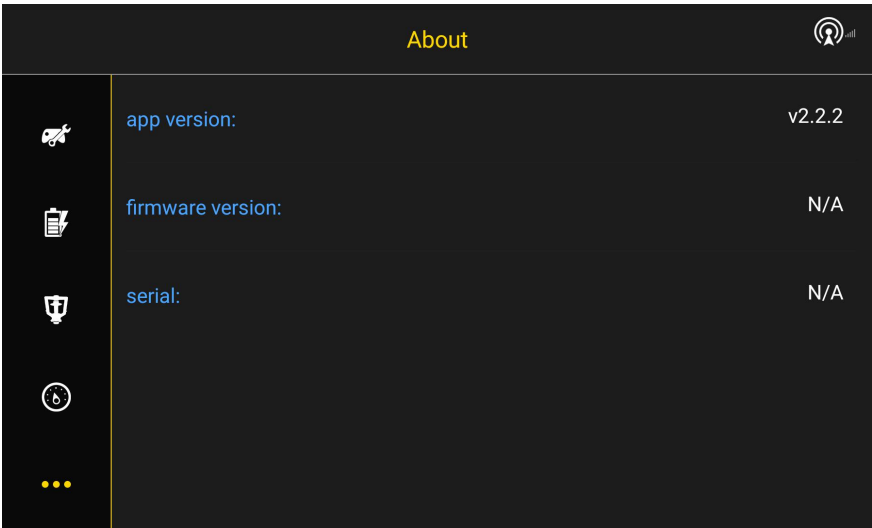 About
app version:
v2.2.2
firmware version:
N/A
serial:
N/A